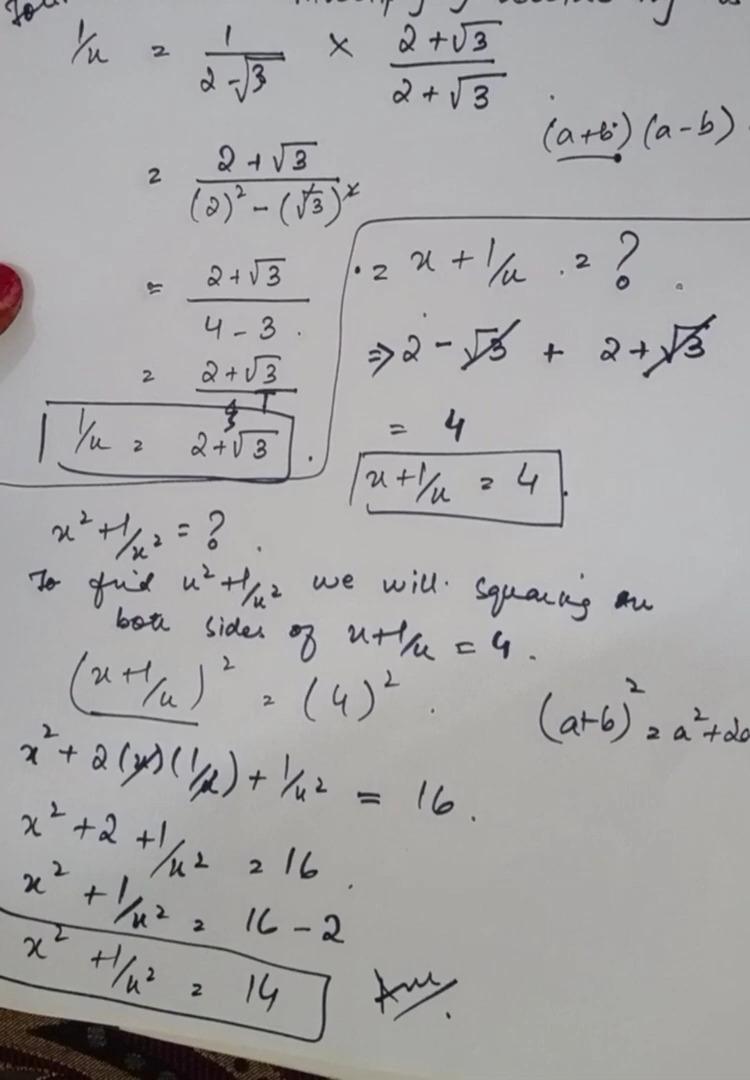 1/x = 1/(2-√3) × (2+√3)/(2+√3)
(a+b)(a-b)
= (2+√3)/((2)² - (√3)²)
= (2+√3)/(4-3).
= (2+√3)/1
1/x = 2+√3.
= x + 1/x = ?
⇒ 2 - √3 + 2+√3
= 4
x+1/x = 4.
x²+1/x² = ?
To find x²+1/x² we will squaring on
both sides of x+1/x = 4.
(x+1/x)² = (4)².
(a+b)² = a²+2a
x² + 2(x)(1/x) + 1/x² = 16.
x² + 2 + 1/x² = 16.
x² + 1/x² = 16 - 2
x² + 1/x² = 14 Ans.